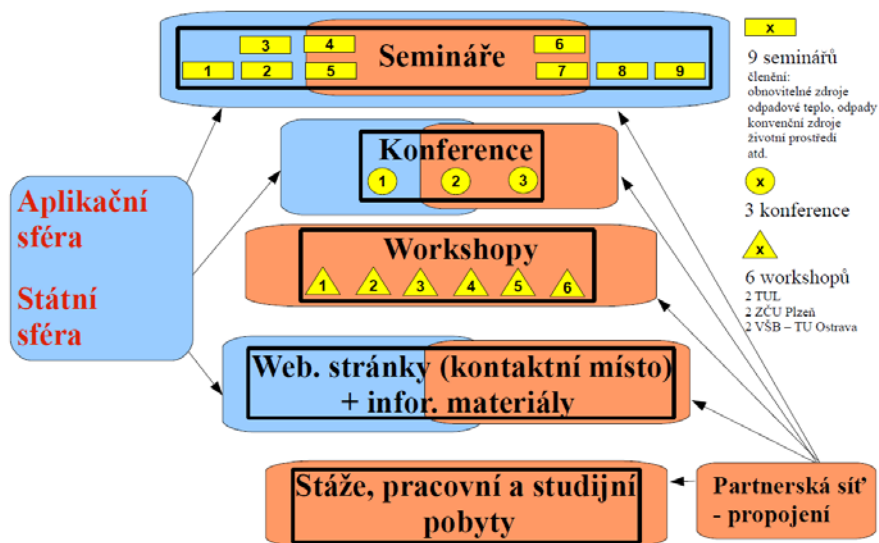 3
4
6
Semináře
1
2
5
7
8
9
x
9 seminářů
členění:
obnovitelné zdroje
odpadové teplo, odpady
konvenční zdroje
životní prostředí
atd.
Konference
1
2
3
x
3 konference
Aplikační
sféra
Státní
sféra
Workshopy
1
2
3
4
5
6
x
6 workshopů
2 TUL
2 ZČU Plzeň
2 VŠB – TU Ostrava
Web. stránky (kontaktní místo)
+ infor. materiály
Stáže, pracovní a studijní
pobyty
Partnerská síť
- propojení